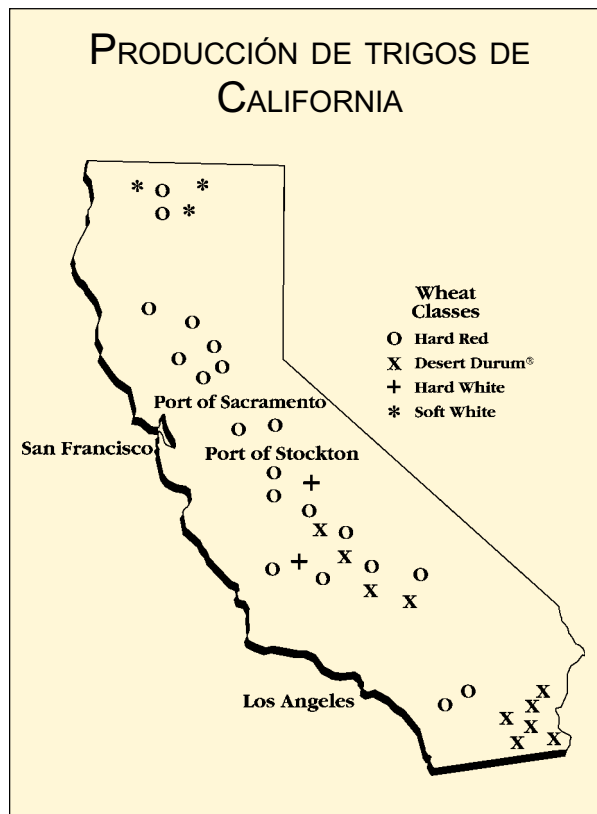 PRODUCCIÓN DE TRIGOS DE
CALIFORNIA
Wheat
Classes
O Hard Red
X Desert Durum®
+ Hard White
* Soft White
Port of Sacramento
San Francisco
Port of Stockton
Los Angeles